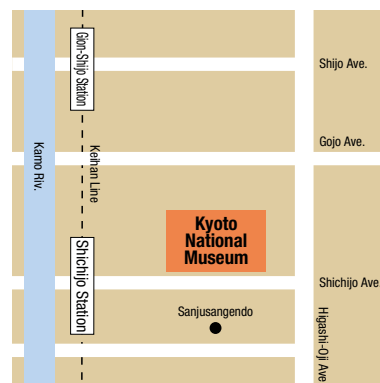 Gion-Shijo Station
Shijo Ave.
Gojo Ave.
Kamo Riv.
Keihan Line
Kyoto
National
Museum
Shichijo Station
Shichijo Ave
Sanjusangendo
Higashi-Oji Ave